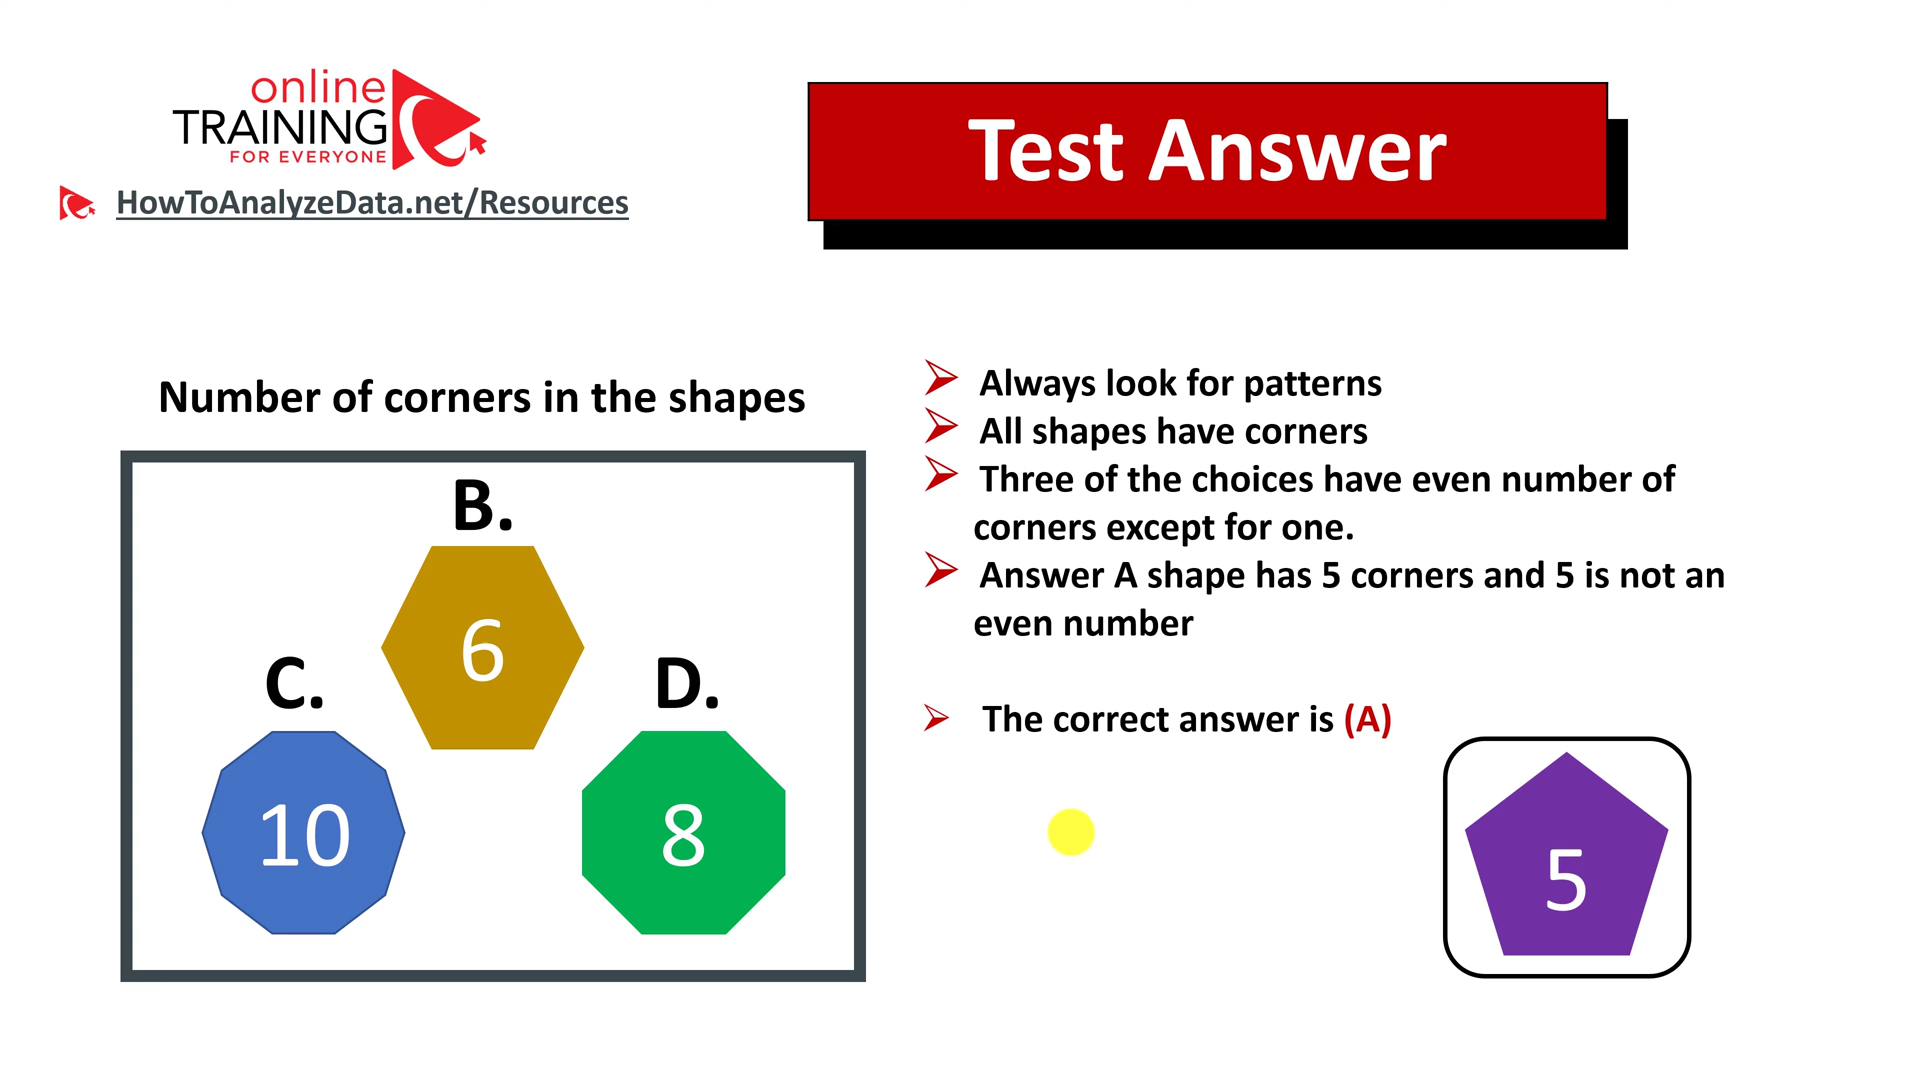 online
TRAINING
FOR EVERYONE
HowToAnalyzeData.net/Resources
Test Answer
Number of corners in the shapes
B.
6
C.
D.
10
8
Always look for patterns
All shapes have corners
Three of the choices have even number of
corners except for one.
Answer A shape has 5 corners and 5 is not an
even number
The correct answer is (A)
5